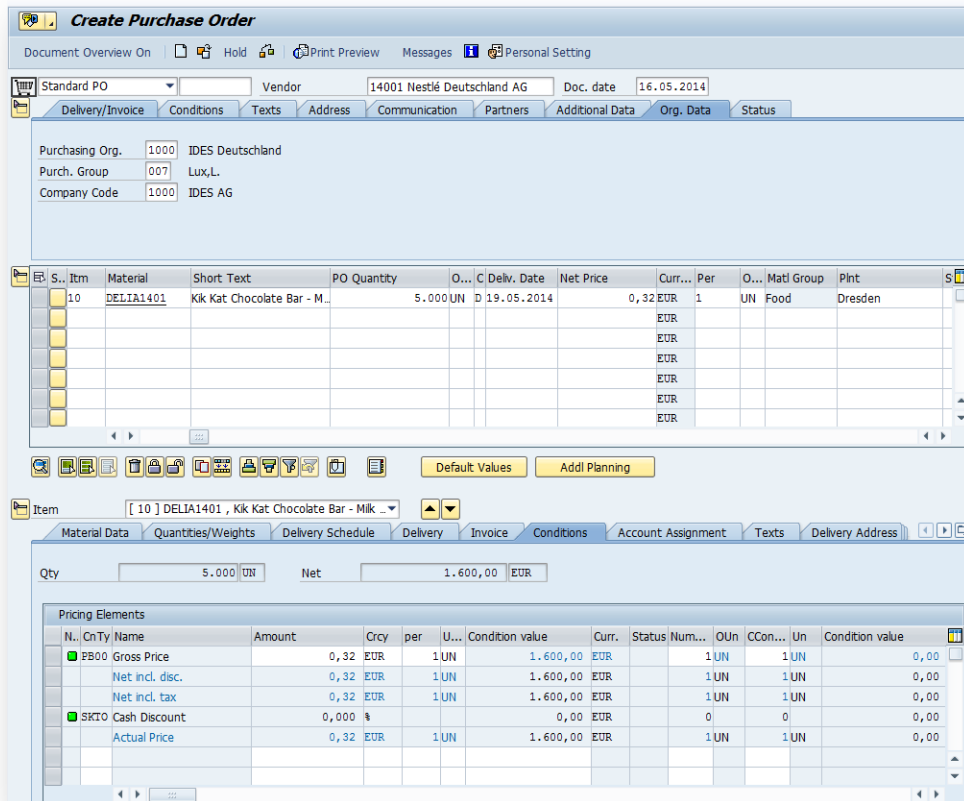 Create Purchase Order
Document Overview On Hold Print Preview Messages Personal Setting
Standard PO Vendor 14001 Nestlé Deutschland AG Doc. date 16.05.2014
Delivery/Invoice Conditions Texts Address Communication Partners Additional Data Org. Data Status
Purchasing Org. 1000 IDES Deutschland
Purch. Group 007 Lux,L.
Company Code 1000 IDES AG
S.. Itm Material Short Text PO Quantity O... C Deliv. Date Net Price Curr... Per O... Matl Group Plnt S
10 DELIA1401 Kik Kat Chocolate Bar - M.. 5.000 UN D 19.05.2014 0,32 EUR 1 UN Food Dresden
EUR
EUR
EUR
EUR
EUR
EUR
Default Values Addl Planning
Item [ 10 ] DELIA1401 , Kik Kat Chocolate Bar - Milk ...
Material Data Quantities/Weights Delivery Schedule Delivery Invoice Conditions Account Assignment Texts Delivery Address
Qty 5.000 UN Net 1.600,00 EUR
Pricing Elements
N.. CnTy Name Amount Crcy per U... Condition value Curr. Status Num... OUn CCon... Un Condition value
PB00 Gross Price 0,32 EUR 1 UN 1.600,00 EUR 1 UN 1 UN 0,00
Net incl. disc. 0,32 EUR 1 UN 1.600,00 EUR 1 UN 1 UN 0,00
Net incl. tax 0,32 EUR 1 UN 1.600,00 EUR 1 UN 1 UN 0,00
SKTO Cash Discount 0,000 % 0,00 EUR 0 0 0,00
Actual Price 0,32 EUR 1 UN 1.600,00 EUR 1 UN 1 UN 0,00